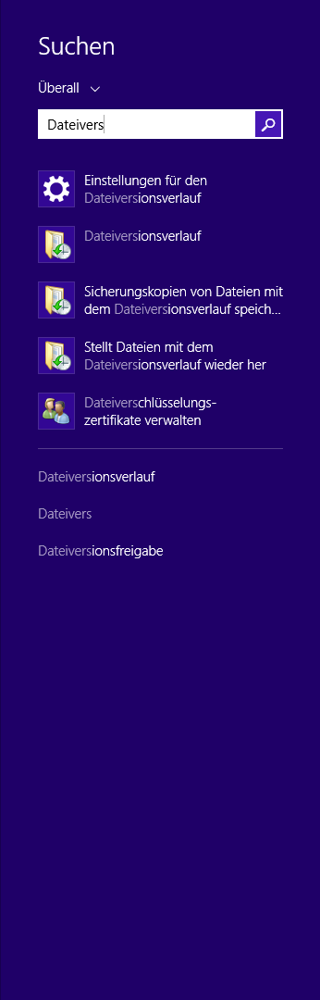 Suchen
Überall
Dateivers
Einstellungen für den
Dateiversionsverlauf
Dateiversionsverlauf
Sicherungskopien von Dateien mit
dem Dateiversionsverlauf speich...
Stellt Dateien mit dem
Dateiversionsverlauf wieder her
Dateiverschlüsselungs-
zertifikate verwalten
Dateiversionsverlauf
Dateivers
Dateiversionsfreigabe